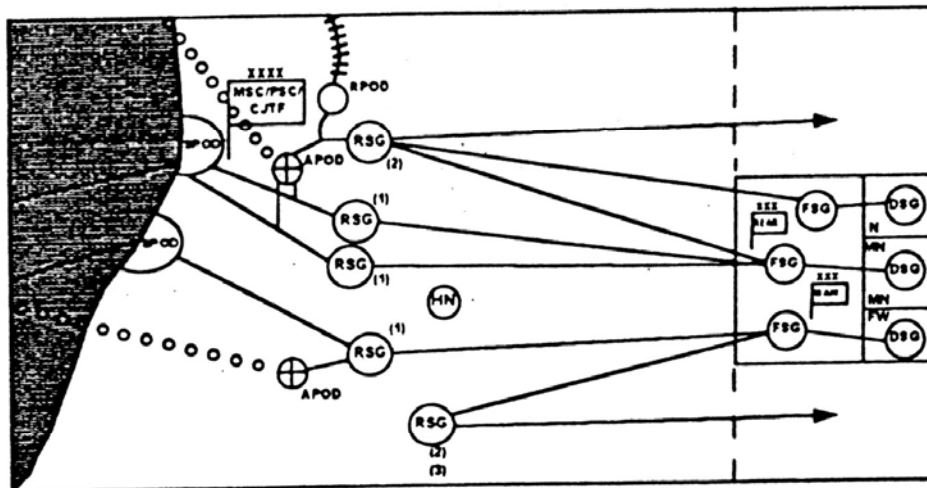 XXXX
MSC/PSC/
CJTF
RPOD
SPOD
APOD
RSG
(2)
(1)
RSG
RSG
(1)
XXX
FSG
DSG
N
MN
FSG
DSG
XXX
MN
FW
HN
(1)
RSG
FSG
DSG
APOD
RSG
(2)
(3)